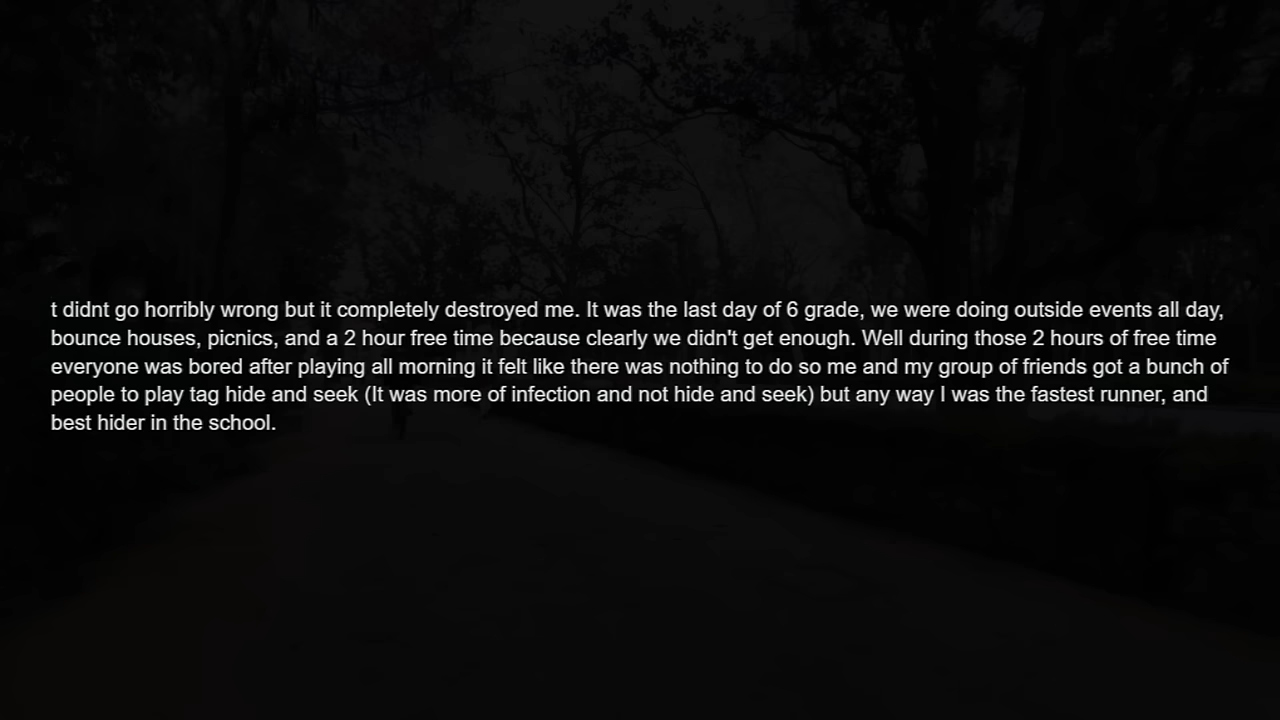 t didnt go horribly wrong but it completely destroyed me. It was the last day of 6 grade, we were doing outside events all day,
bounce houses, picnics, and a 2 hour free time because clearly we didn't get enough. Well during those 2 hours of free time
everyone was bored after playing all morning it felt like there was nothing to do so me and my group of friends got a bunch of
people to play tag hide and seek (It was more of infection and not hide and seek) but any way I was the fastest runner, and
best hider in the school.